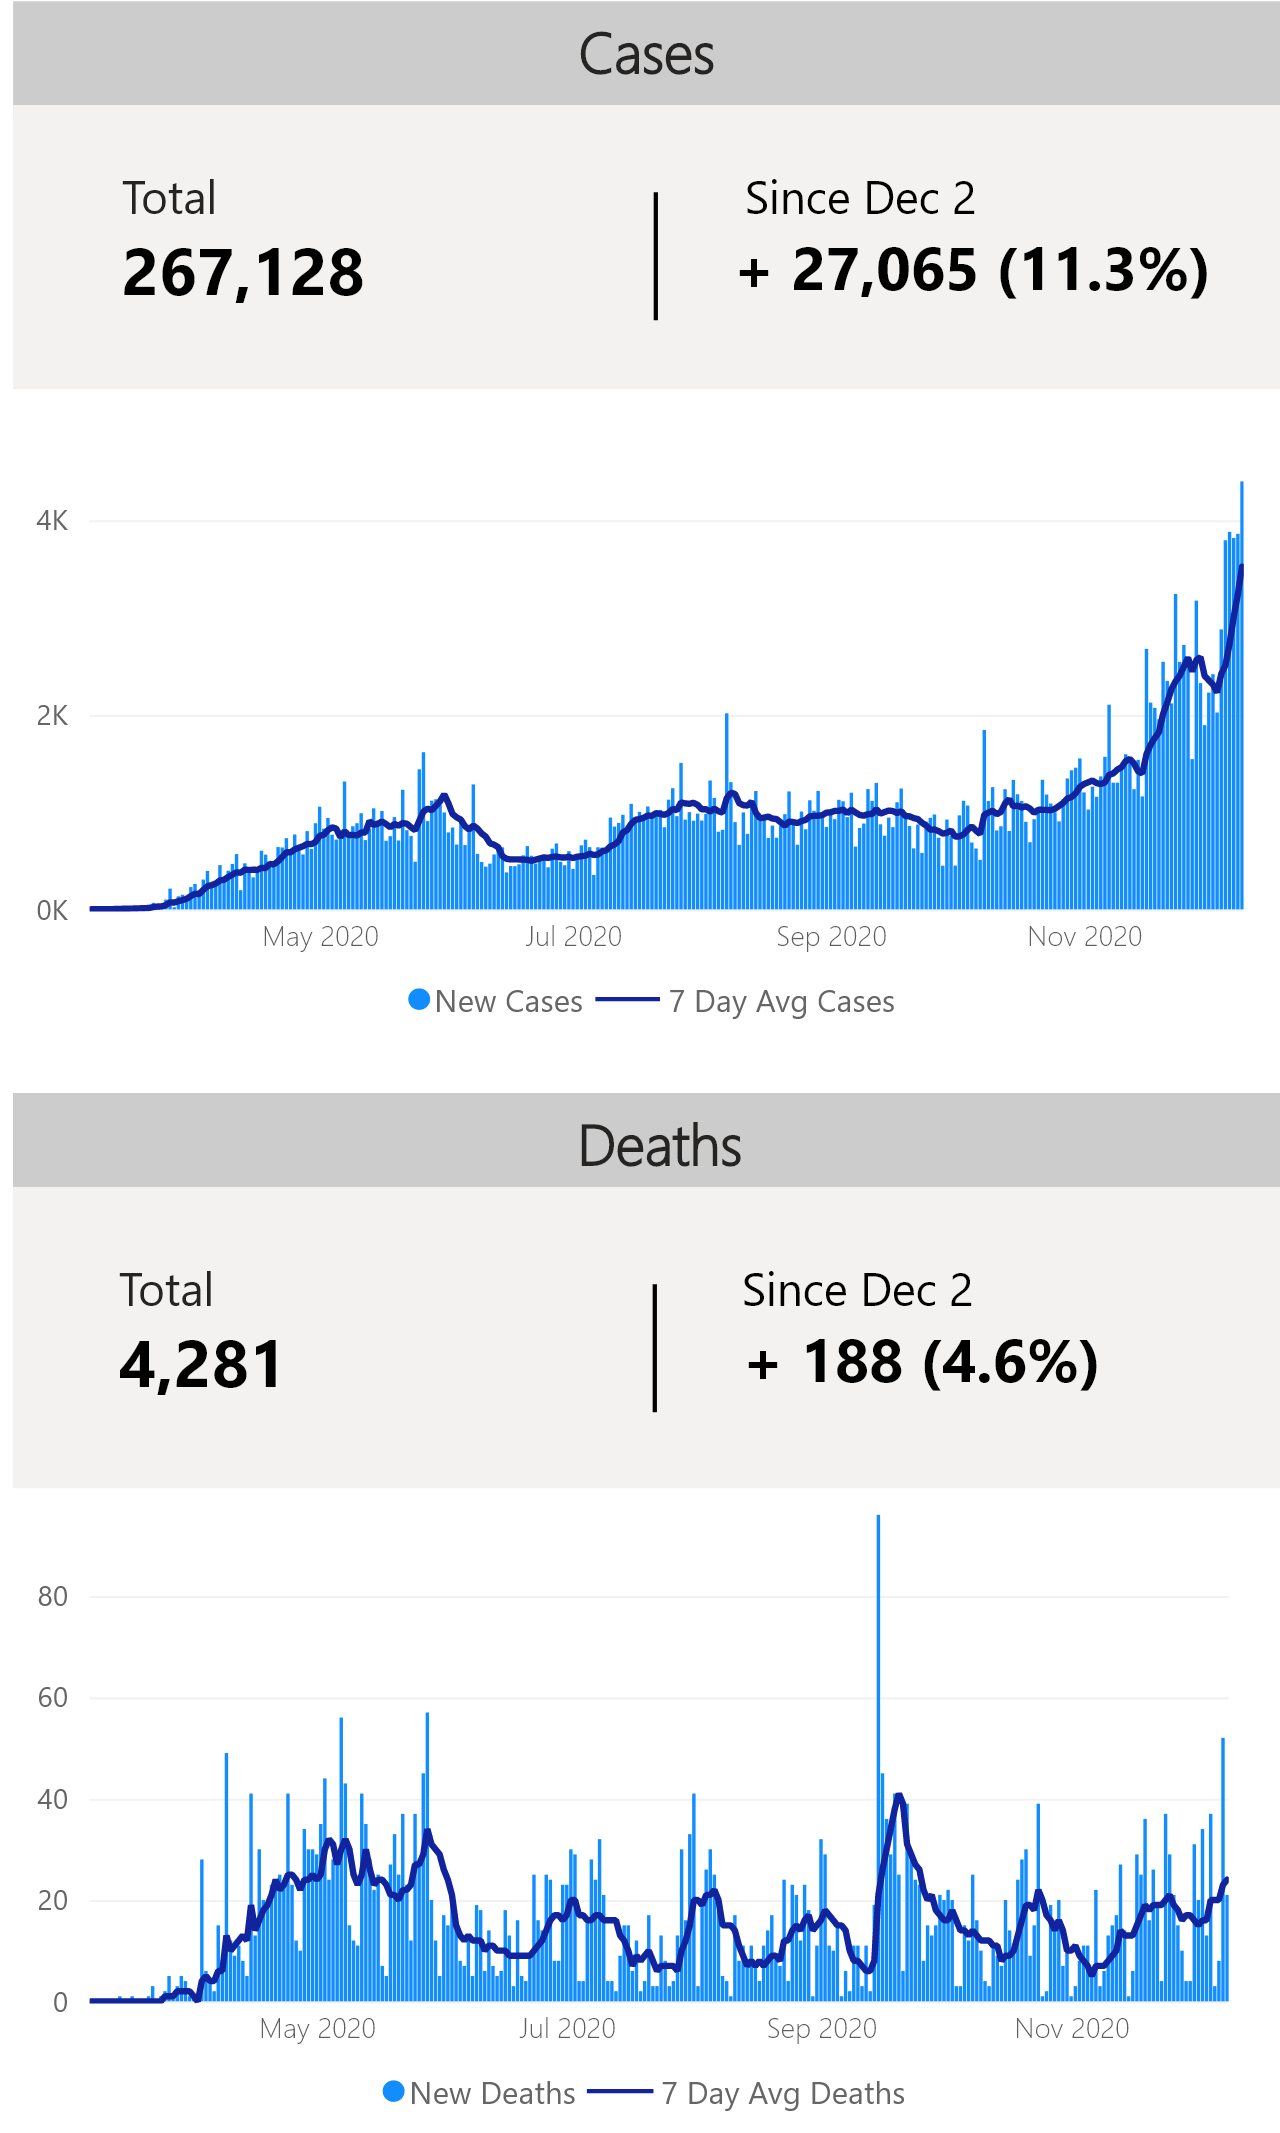 Cases
Total
Since Dec 2
267,128
+ 27,065 (11.3%)
4K
2K
0K
May 2020
Jul 2020
Sep 2020
Nov 2020
New Cases
7 Day Avg Cases
Deaths
Total
Since Dec 2
4,281
+ 188 (4.6%)
80
60
40
20
0
May 2020
Jul 2020
Sep 2020
Nov 2020
New Deaths
7 Day Avg Deaths